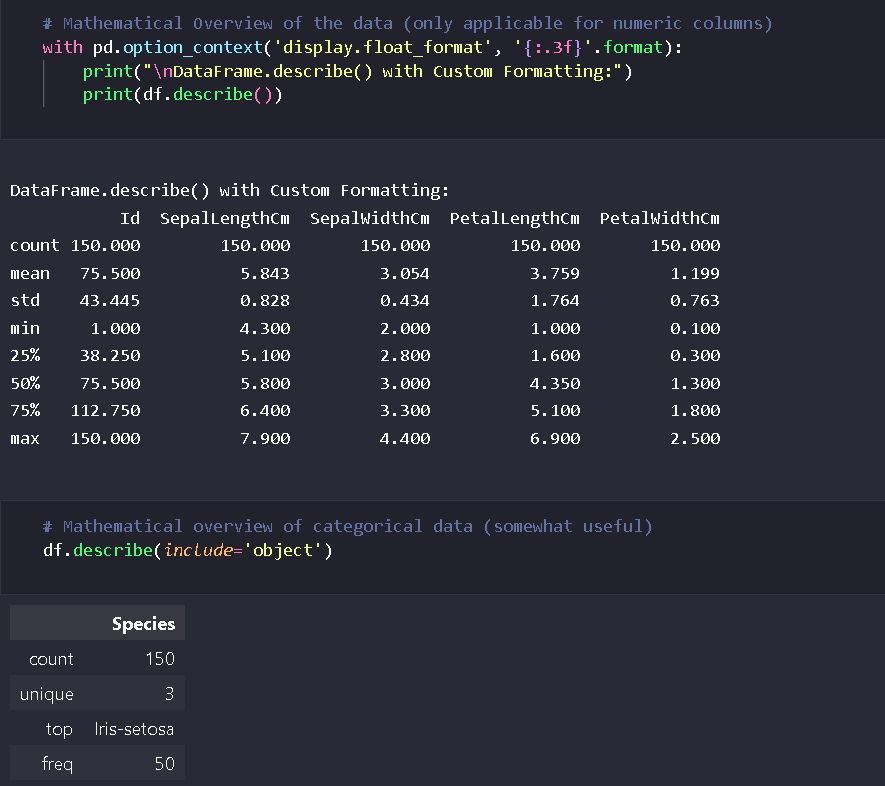 # Mathematical Overview of the data (only applicable for numeric columns)
with pd.option_context('display.float_format', '{:.3f}'.format):
    print("\nDataFrame.describe() with Custom Formatting:")
    print(df.describe())
DataFrame.describe() with Custom Formatting:
           Id  SepalLengthCm  SepalWidthCm  PetalLengthCm  PetalWidthCm
count 150.000        150.000       150.000        150.000       150.000
mean   75.500          5.843         3.054          3.759         1.199
std    43.445          0.828         0.434          1.764         0.763
min     1.000          4.300         2.000          1.000         0.100
25%    38.250          5.100         2.800          1.600         0.300
50%    75.500          5.800         3.000          4.350         1.300
75%   112.750          6.400         3.300          5.100         1.800
max   150.000          7.900         4.400          6.900         2.500
# Mathematical overview of categorical data (somewhat useful)
df.describe(include='object')
Species
count 150
unique 3
top Iris-setosa
freq 50